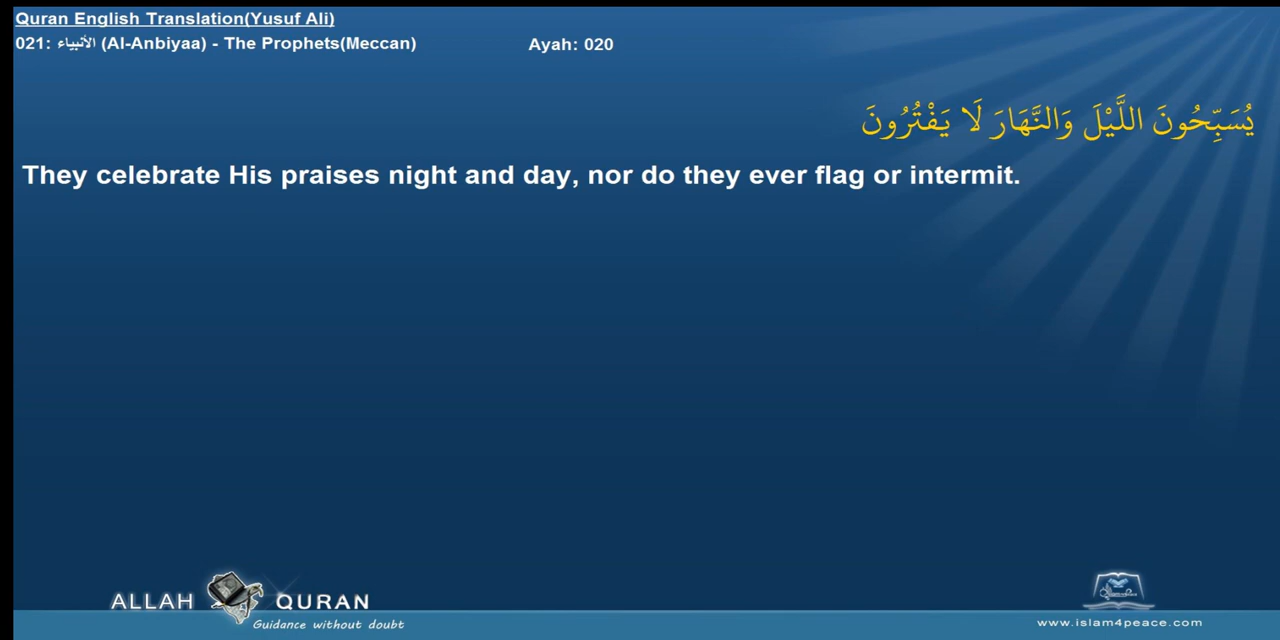 Quran English Translation(Yusuf Ali)
021: الأنبياء (Al-Anbiyaa) - The Prophets(Meccan) Ayah: 020
يُسَبِّحُونَ اللَّيْلَ وَالنَّهَارَ لَا يَفْتُرُونَ
They celebrate His praises night and day, nor do they ever flag or intermit.
ALLAH QURAN
Guidance without doubt
www.islam4peace.com